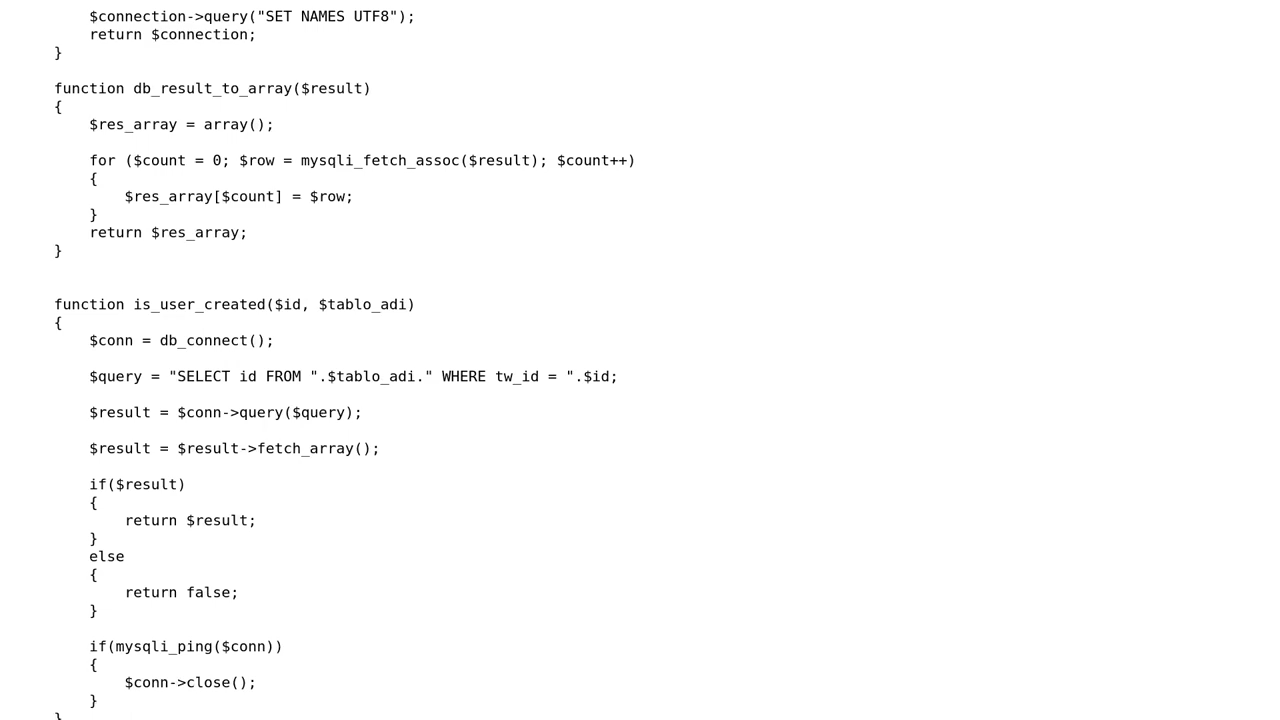 $connection->query("SET NAMES UTF8");
return $connection;
}
function db_result_to_array($result)
{
$res_array = array();
for ($count = 0; $row = mysqli_fetch_assoc($result); $count++)
{
$res_array[$count] = $row;
}
return $res_array;
}
function is_user_created($id, $tablo_adi)
{
$conn = db_connect();
$query = "SELECT id FROM ".$tablo_adi." WHERE tw_id = ".$id;
$result = $conn->query($query);
$result = $result->fetch_array();
if($result)
{
return $result;
}
else
{
return false;
}
if(mysqli_ping($conn))
{
$conn->close();
}
}